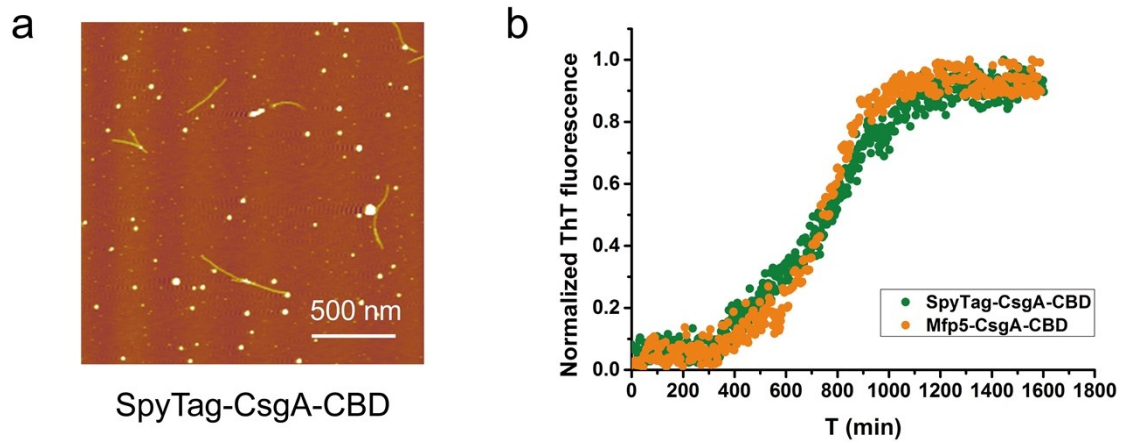 a
500 nm
SpyTag-CsgA-CBD
b
Normalized ThT fluorescence
1.0
0.8
0.6
0.4
0.2
0.0
0 200 400 600 800 1000 1200 1400 1600 1800
T (min)
SpyTag-CsgA-CBD
Mfp5-CsgA-CBD